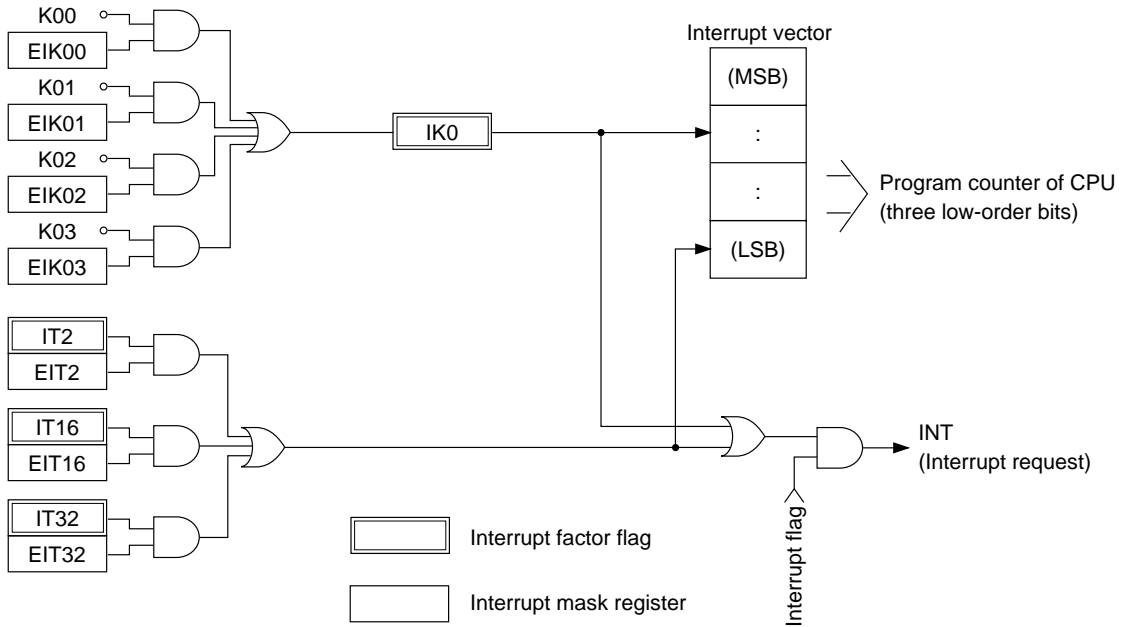 K00
EIK00
K01
EIK01
K02
EIK02
K03
EIK03
IK0
Interrupt vector
(MSB)
:
:
(LSB)
Program counter of CPU
(three low-order bits)
IT2
EIT2
IT16
EIT16
IT32
EIT32
INT
(Interrupt request)
Interrupt flag
Interrupt factor flag
Interrupt mask register